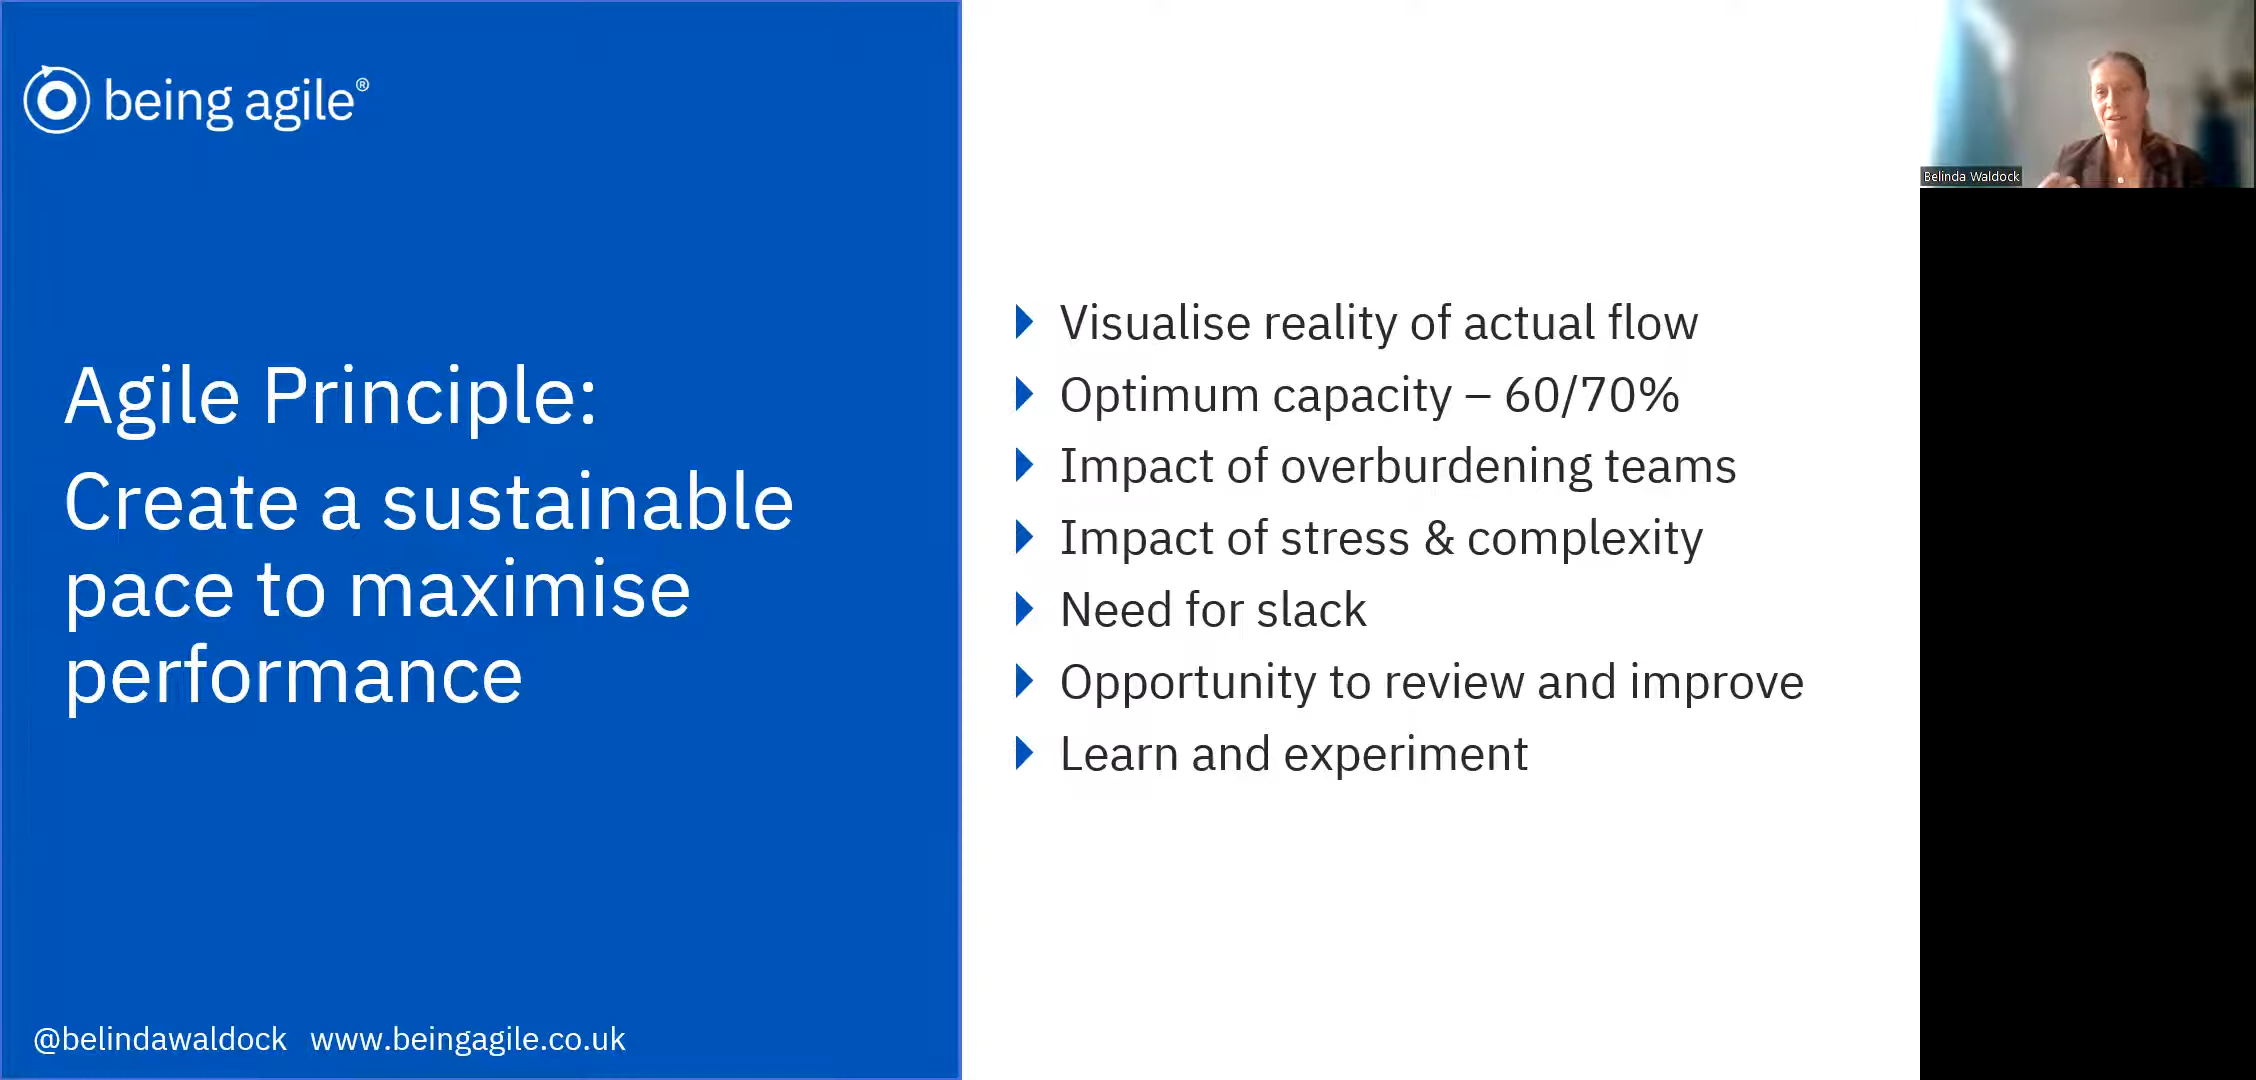 being agile®
Agile Principle:
Create a sustainable
pace to maximise
performance
@belindawaldock www.beingagile.co.uk
Visualise reality of actual flow
Optimum capacity – 60/70%
Impact of overburdening teams
Impact of stress & complexity
Need for slack
Opportunity to review and improve
Learn and experiment
Belinda Waldock